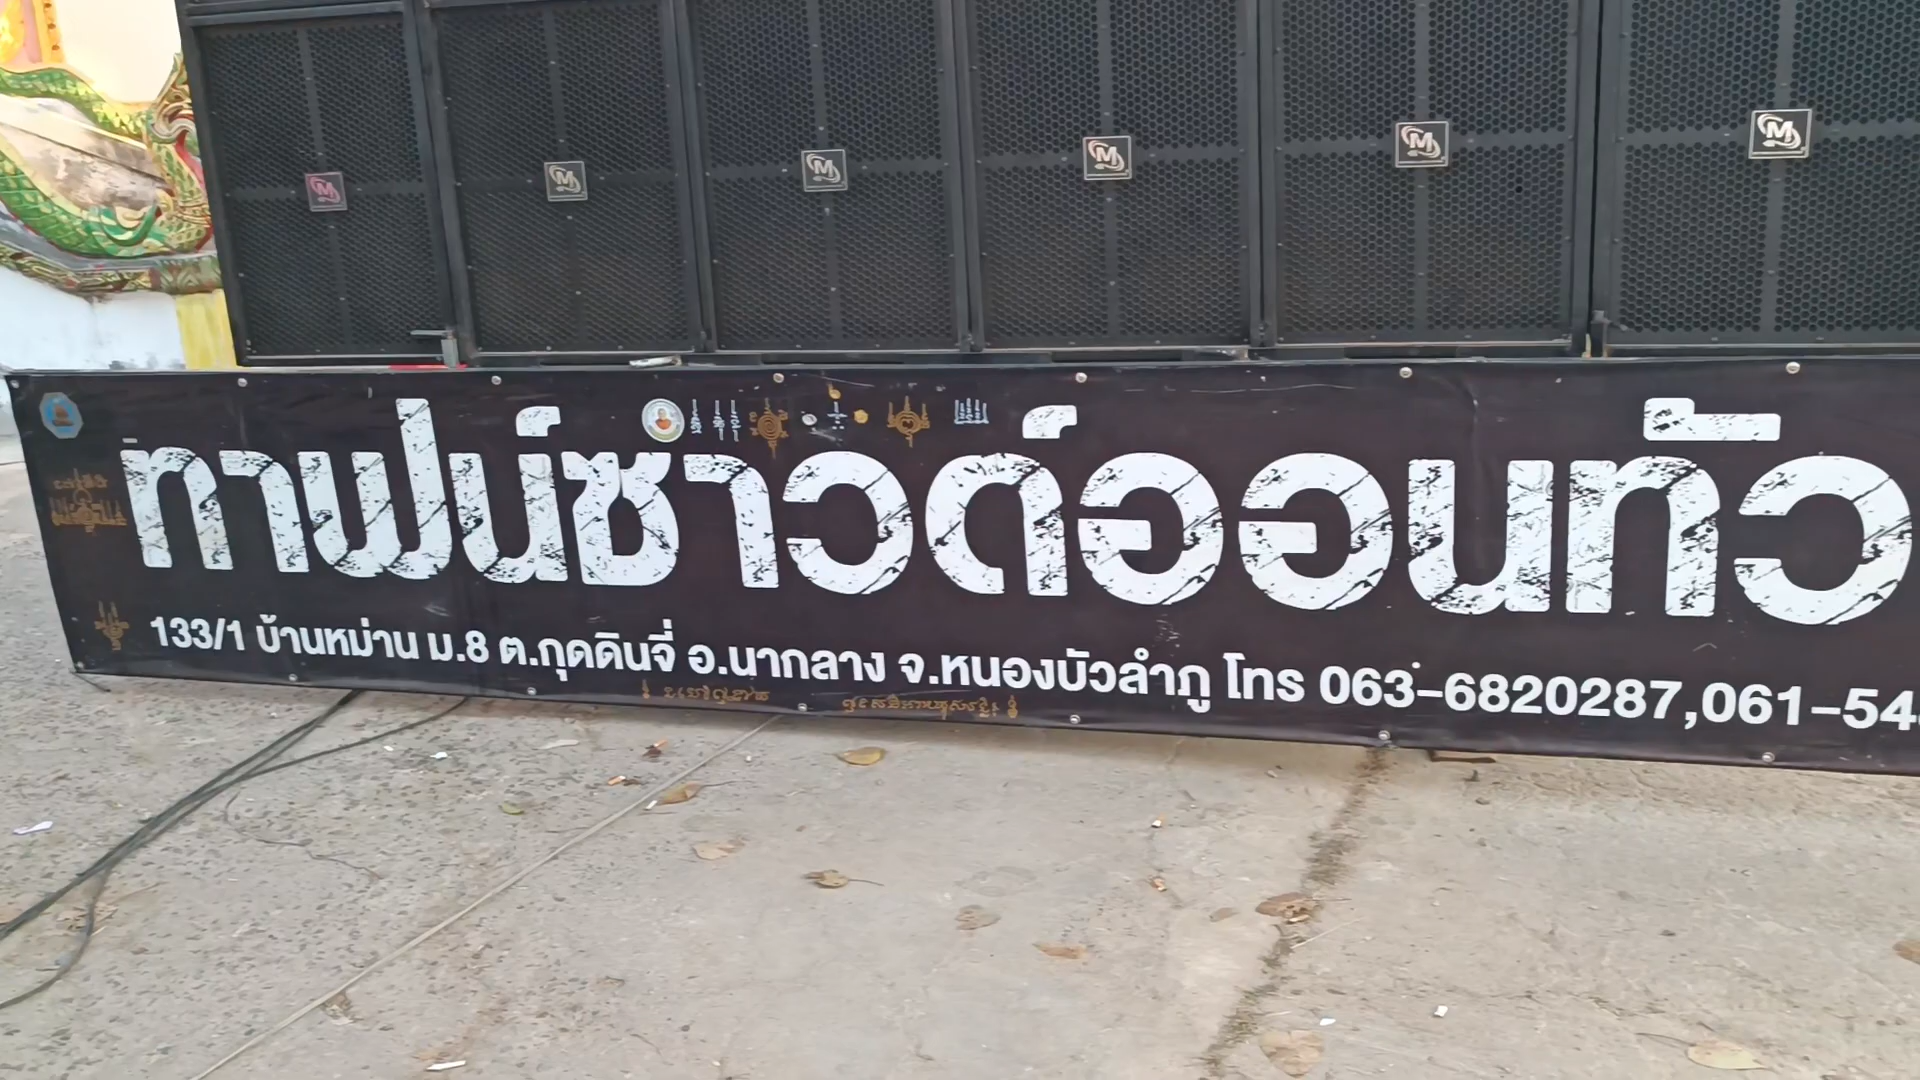 ทาฟน์ซาวด์ออนทัว
133/1 บ้านหม่าน ม.8 ต.กุดดินจี่ อ.นากลาง จ.หนองบัวลำภู โทร 063-6820287,061-54